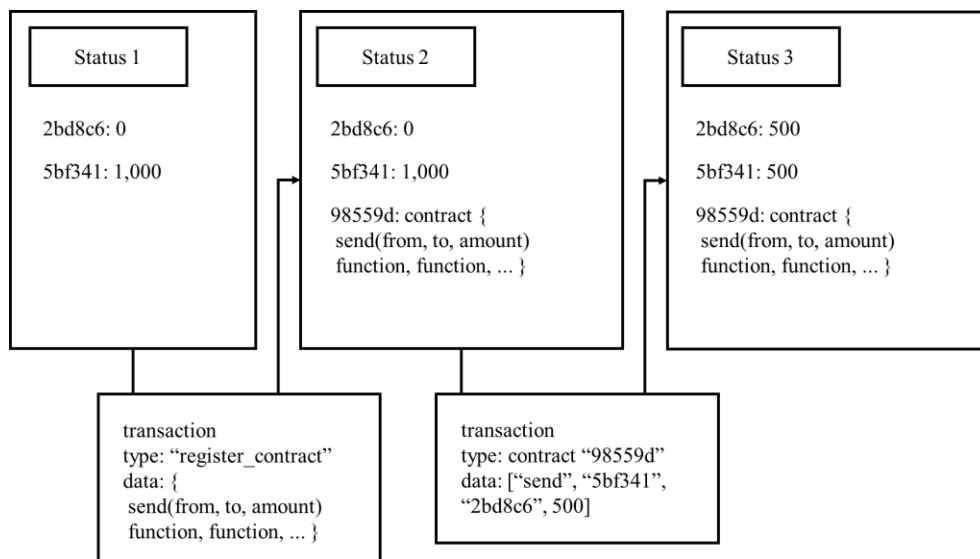 Status 1
2bd8c6: 0
5bf341: 1,000
Status 2
2bd8c6: 0
5bf341: 1,000
98559d: contract {
send(from, to, amount)
function, function, ... }
Status 3
2bd8c6: 500
5bf341: 500
98559d: contract {
send(from, to, amount)
function, function, ... }
transaction
type: “register_contract”
data: {
send(from, to, amount)
function, function, ... }
transaction
type: contract “98559d”
data: [“send”, “5bf341”,
“2bd8c6”, 500]